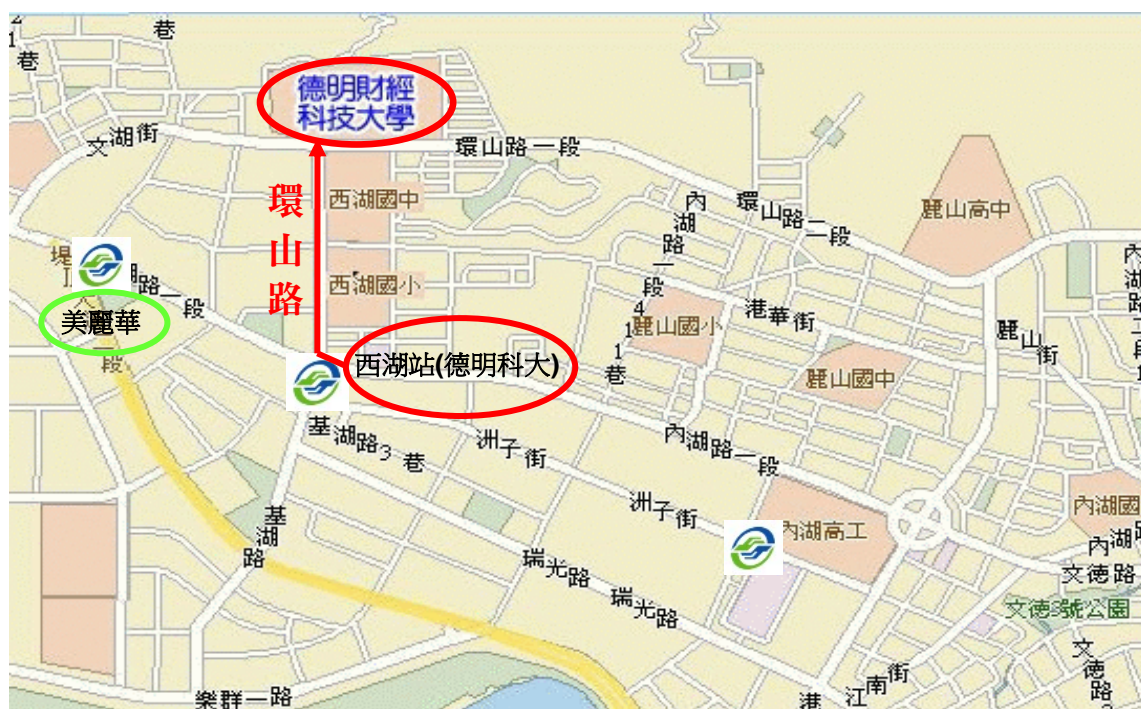 巷
21巷
德明財經
科技大學
文湖街
環山路一段
西湖國中
環山路
內湖路一段411巷
環山路二段
麗山高中
西湖國小
美麗華
麗山國小
港華街
麗山街
西湖站(德明科大)
麗山國中
基湖路3巷
洲子街
內湖路一段
洲子街
內湖高工
內湖國
基湖路
瑞光路
瑞光路
內湖路
文德路
文德3號公園
江南街
文德路
樂群一路
港